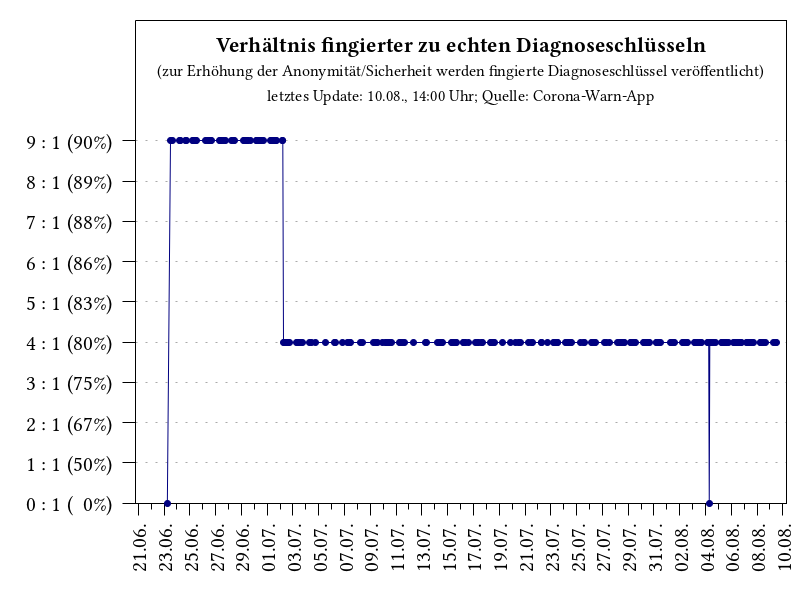 Verhältnis fingierter zu echten Diagnoseschlüsseln
(zur Erhöhung der Anonymität/Sicherheit werden fingierte Diagnoseschlüssel veröffentlicht)
letztes Update: 10.08., 14:00 Uhr; Quelle: Corona-Warn-App
9 : 1 (90%)
8 : 1 (89%)
7 : 1 (88%)
6 : 1 (86%)
5 : 1 (83%)
4 : 1 (80%)
3 : 1 (75%)
2 : 1 (67%)
1 : 1 (50%)
0 : 1 (  0%)
21.06.
23.06.
25.06.
27.06.
29.06.
01.07.
03.07.
05.07.
07.07.
09.07.
11.07.
13.07.
15.07.
17.07.
19.07.
21.07.
23.07.
25.07.
27.07.
29.07.
31.07.
02.08.
04.08.
06.08.
08.08.
10.08.